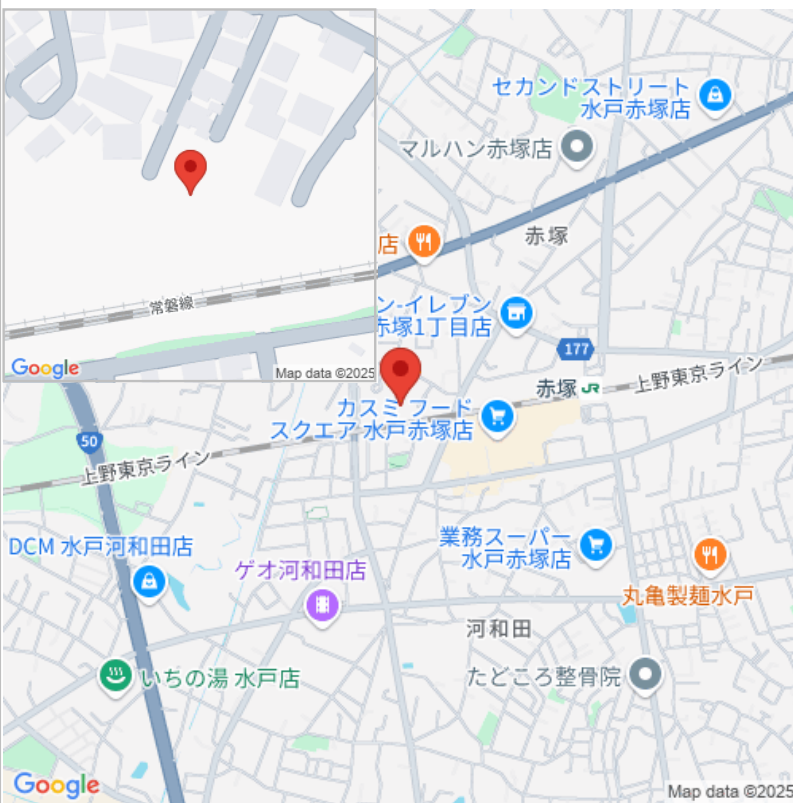 常磐線
Google
Map data ©2025
セカンドストリート
水戸赤塚店
マルハン赤塚店
赤塚
店
ン-イレブン
赤塚1丁目店
177
赤塚
JR
上野東京ライン
カスミ フード
スクエア 水戸赤塚店
50
上野東京ライン
DCM 水戸河和田店
業務スーパー
水戸赤塚店
ゲオ河和田店
丸亀製麺水戸
河和田
いちの湯 水戸店
たどころ整骨院
Google
Map data ©2025